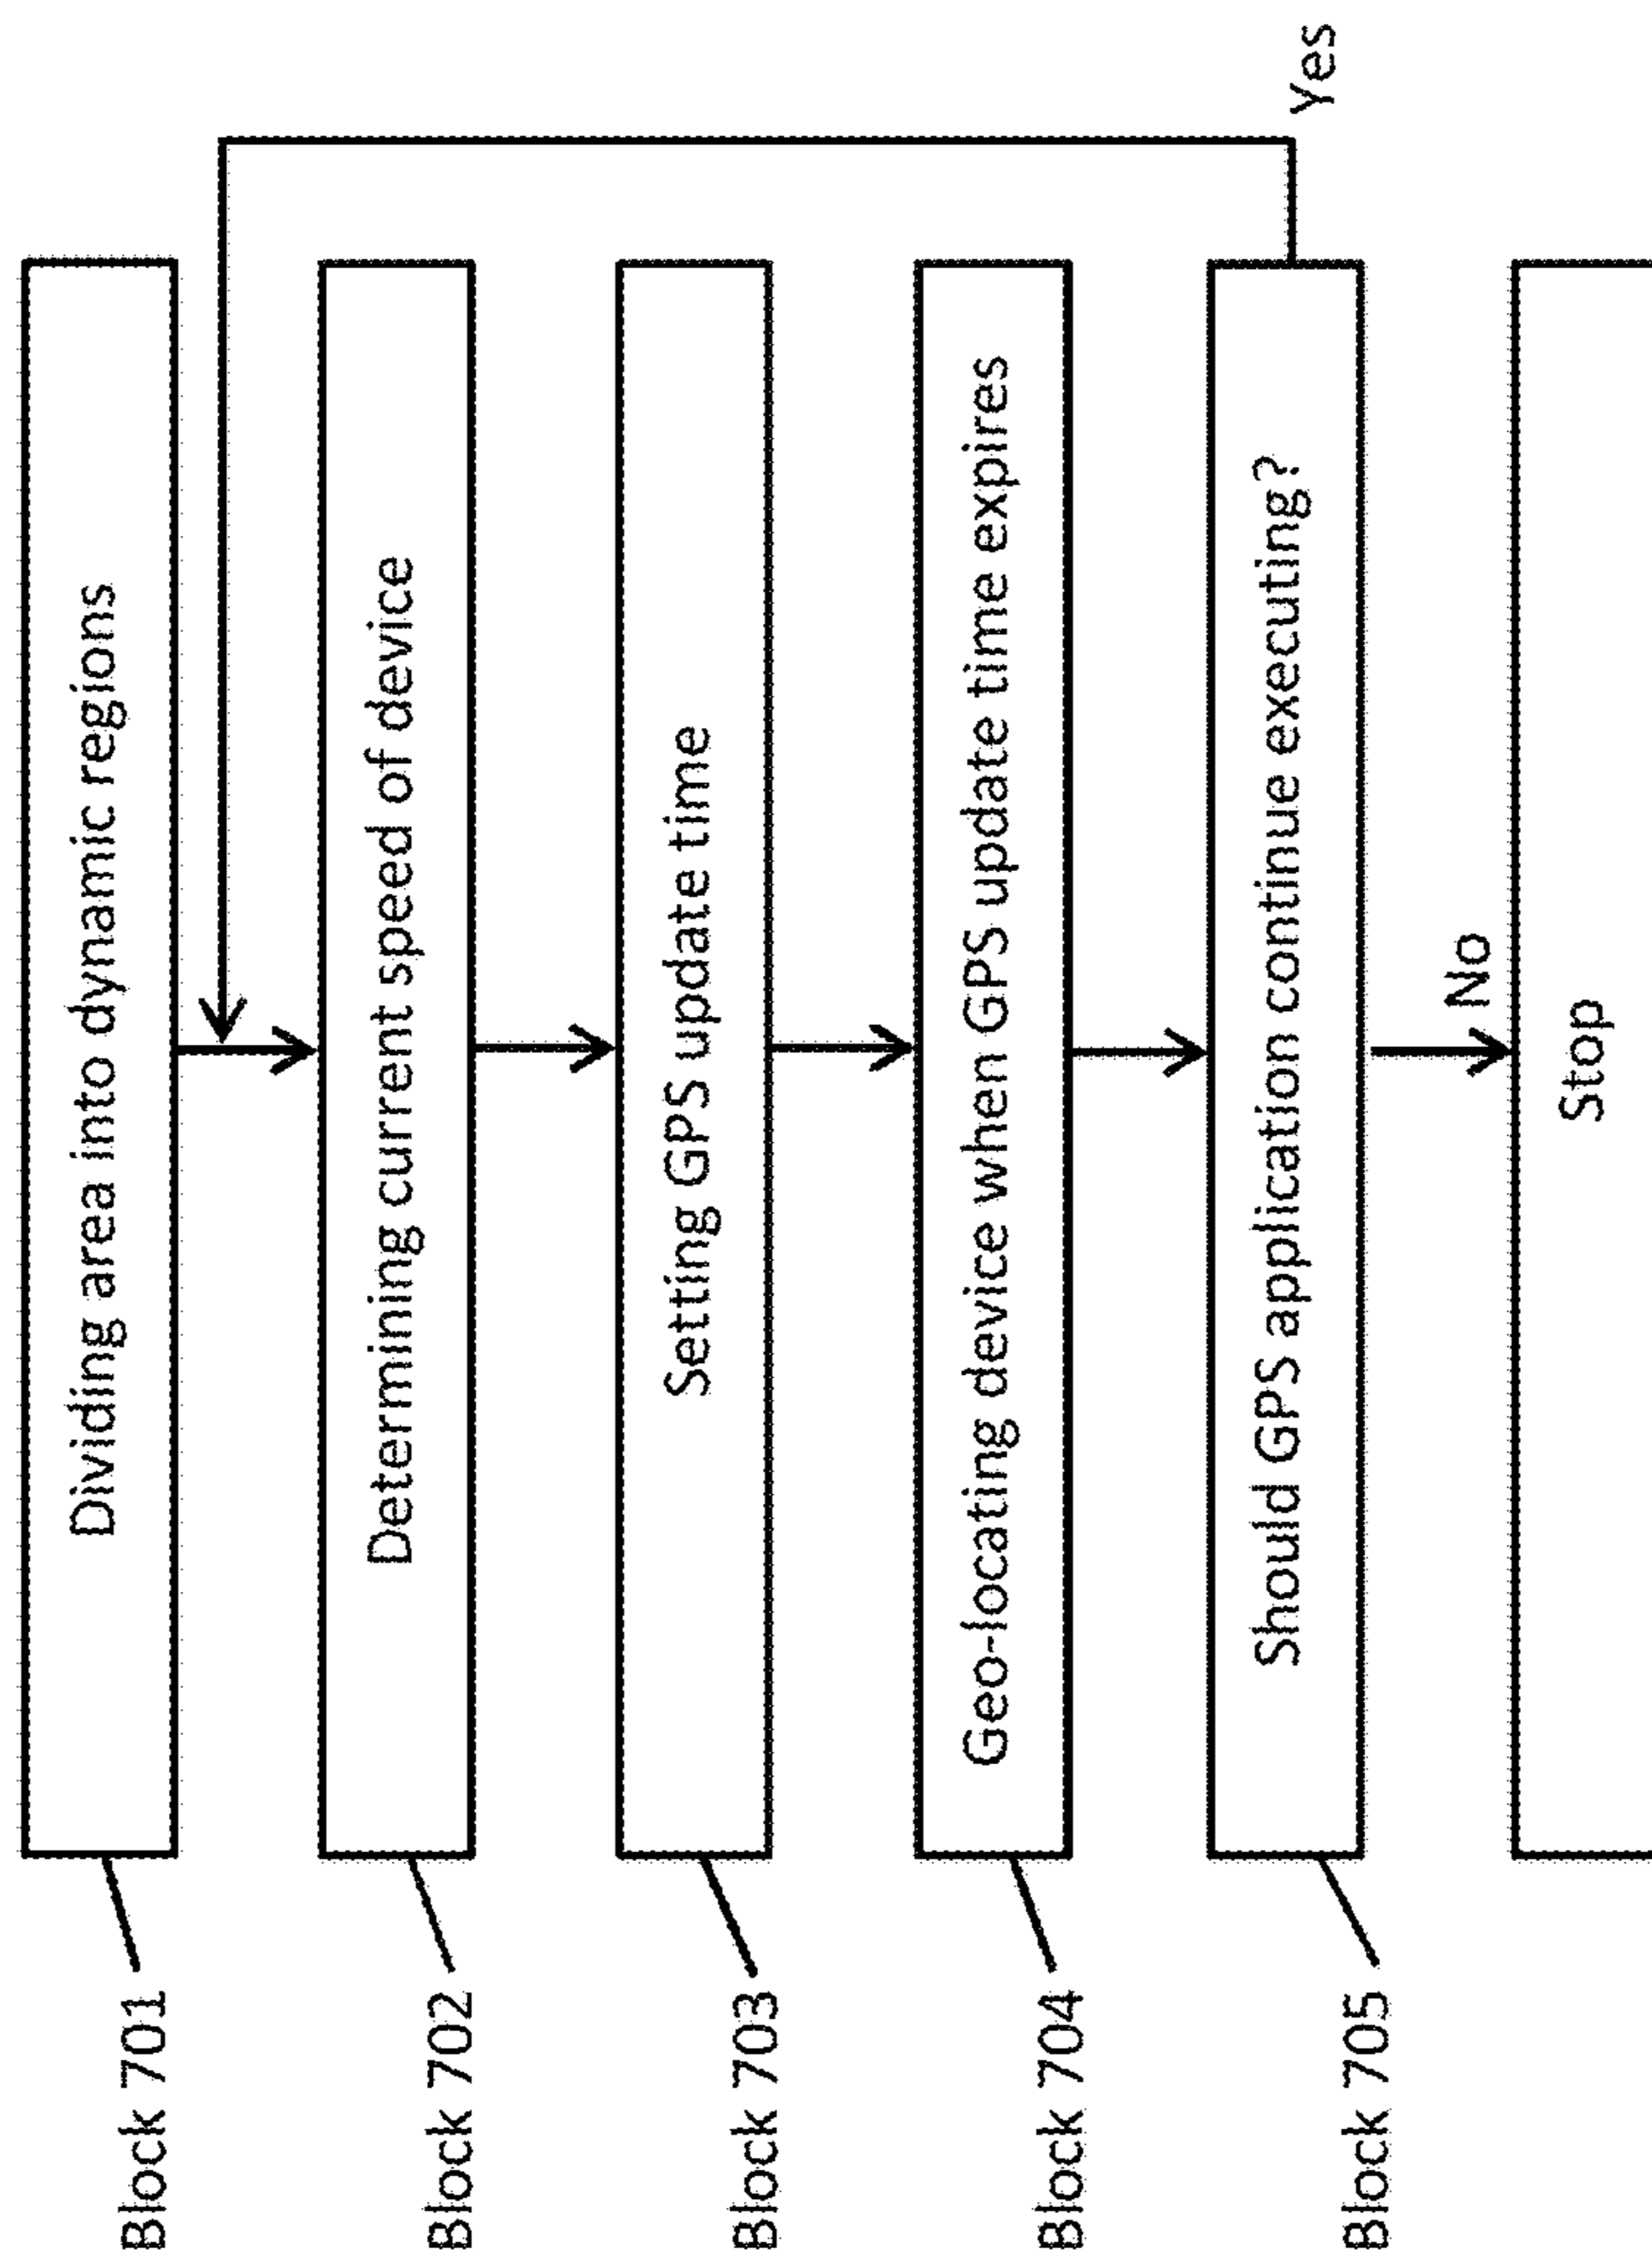 Block 701
Dividing area into dynamic regions
Block 702
Determining current speed of device
Block 703
Setting GPS update time
Block 704
Geo-locating device when GPS update time expires
Block 705
Should GPS application continue executing?
Yes
No
Stop